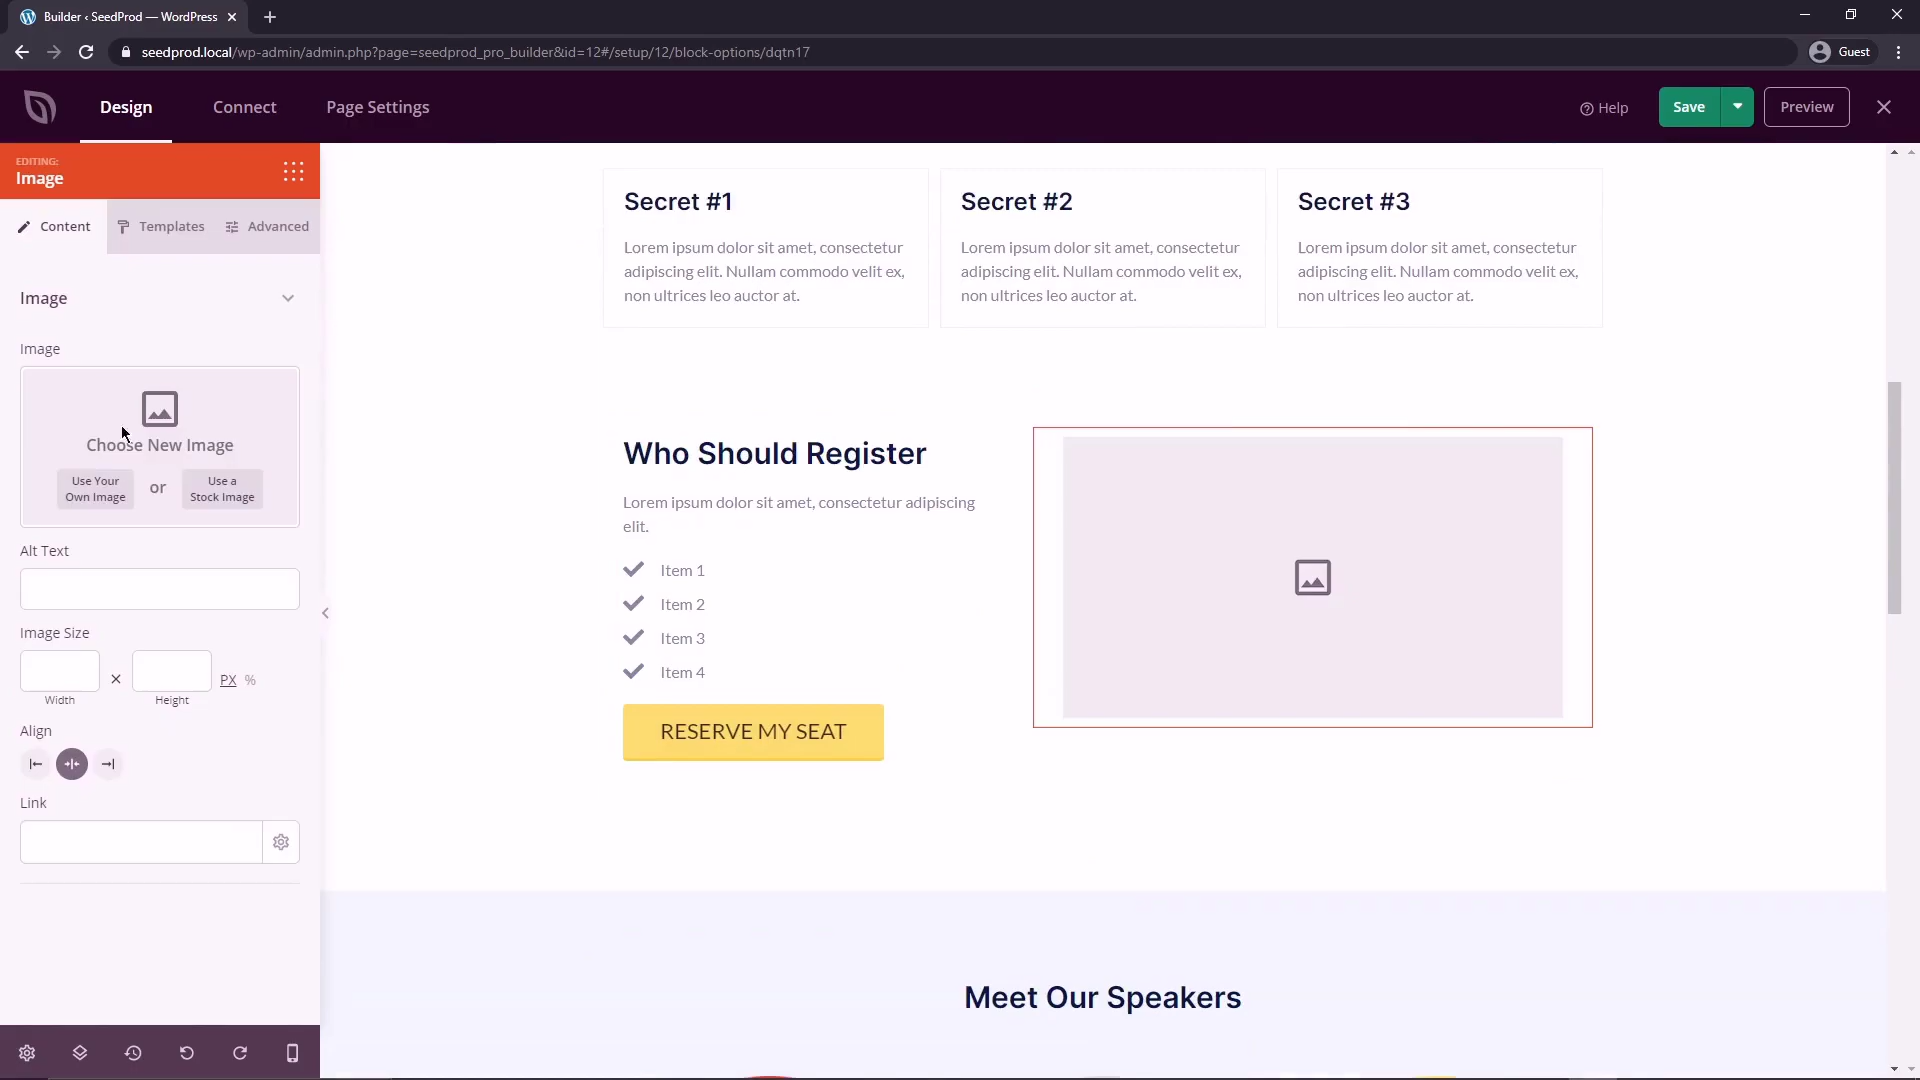 Builder ‹ SeedProd — WordPress
seedprod.local/wp-admin/admin.php?page=seedprod_pro_builder&id=12#/setup/12/block-options/dqtn17
Guest
Design
Connect
Page Settings
Help
Save
Preview
EDITING:
Image
Content
Templates
Advanced
Image
Image
Choose New Image
Use Your
Own Image
or
Use a
Stock Image
Alt Text
Image Size
PX %
Width
Height
Align
Link
Secret #1
Lorem ipsum dolor sit amet, consectetur
adipiscing elit. Nullam commodo velit ex,
non ultrices leo auctor at.
Secret #2
Lorem ipsum dolor sit amet, consectetur
adipiscing elit. Nullam commodo velit ex,
non ultrices leo auctor at.
Secret #3
Lorem ipsum dolor sit amet, consectetur
adipiscing elit. Nullam commodo velit ex,
non ultrices leo auctor at.
Who Should Register
Lorem ipsum dolor sit amet, consectetur adipiscing
elit.
Item 1
Item 2
Item 3
Item 4
RESERVE MY SEAT
Meet Our Speakers